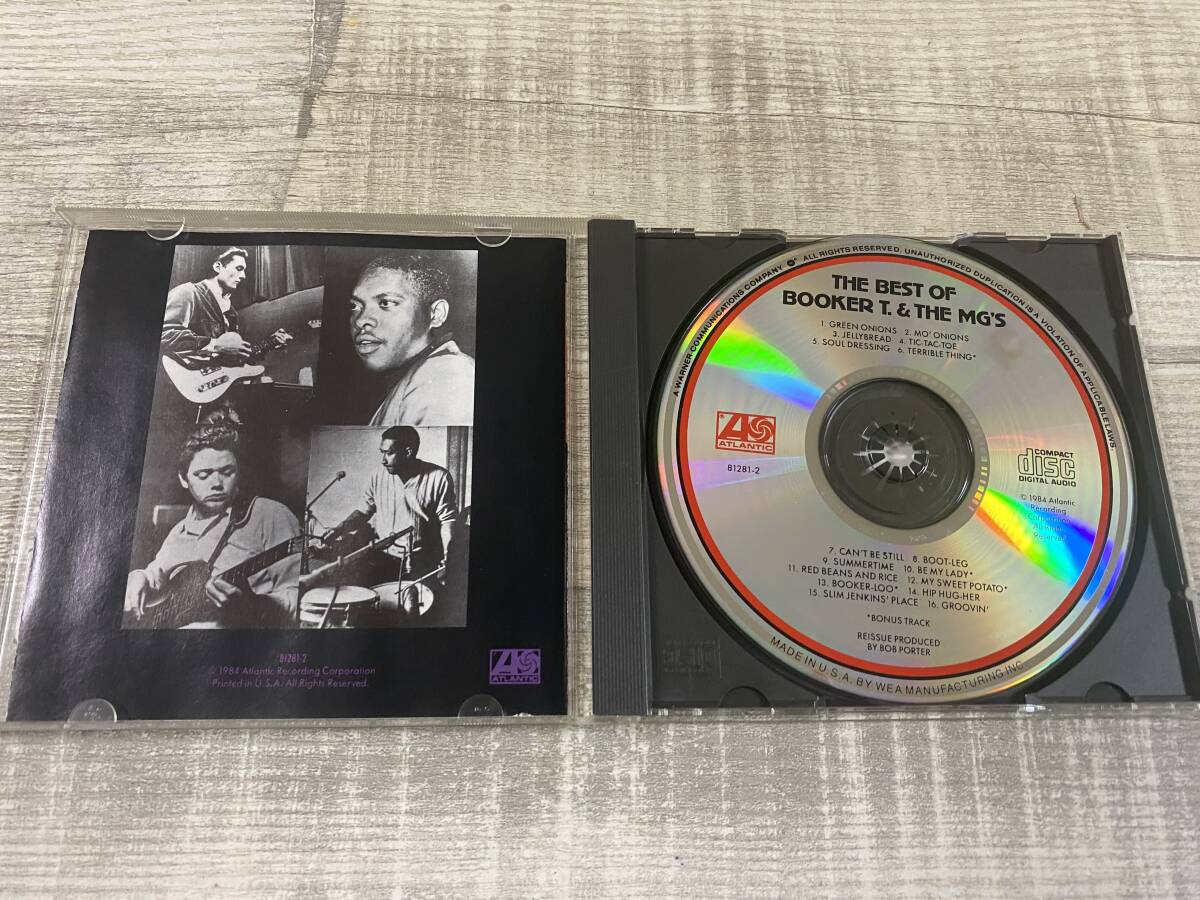 81281-2
© 1984 Atlantic Recording Corporation
Printed in U.S.A. All Rights Reserved.
ATLANTIC
A WARNER COMMUNICATIONS COMPANY ALL RIGHTS RESERVED. UNAUTHORIZED DUPLICATION IS A VIOLATION OF APPLICABLE LAWS
THE BEST OF
BOOKER T. & THE MG'S
1. GREEN ONIONS 2. MO' ONIONS
3. JELLYBREAD 4. TIC-TAC-TOE
5. SOUL DRESSING 6. TERRIBLE THING*
ATLANTIC
81281-2
COMPACT
disc
DIGITAL AUDIO
© 1984 Atlantic
Recording
All
Reserved
7. CAN'T BE STILL 8. BOOT-LEG
9. SUMMERTIME 10. BE MY LADY*
11. RED BEANS AND RICE 12. MY SWEET POTATO*
13. BOOKER-LOO* 14. HIP HUG-HER
15. SLIM JENKINS' PLACE 16. GROOVIN'
*BONUS TRACK
REISSUE PRODUCED
BY BOB PORTER
MADE IN U.S.A. BY WEA MANUFACTURING INC